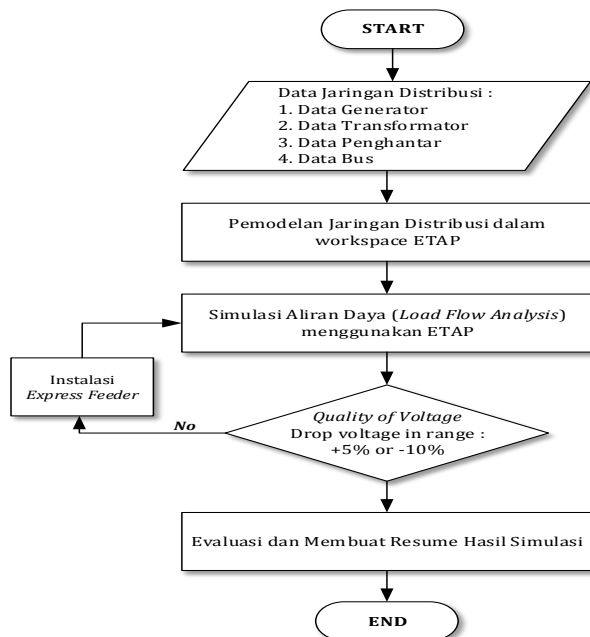 START
Data Jaringan Distribusi :
1. Data Generator
2. Data Transformator
3. Data Penghantar
4. Data Bus
Pemodelan Jaringan Distribusi dalam
workspace ETAP
Simulasi Aliran Daya (Load Flow Analysis)
menggunakan ETAP
Instalasi
Express Feeder
No
Quality of Voltage
Drop voltage in range :
+5% or -10%
Evaluasi dan Membuat Resume Hasil Simulasi
END